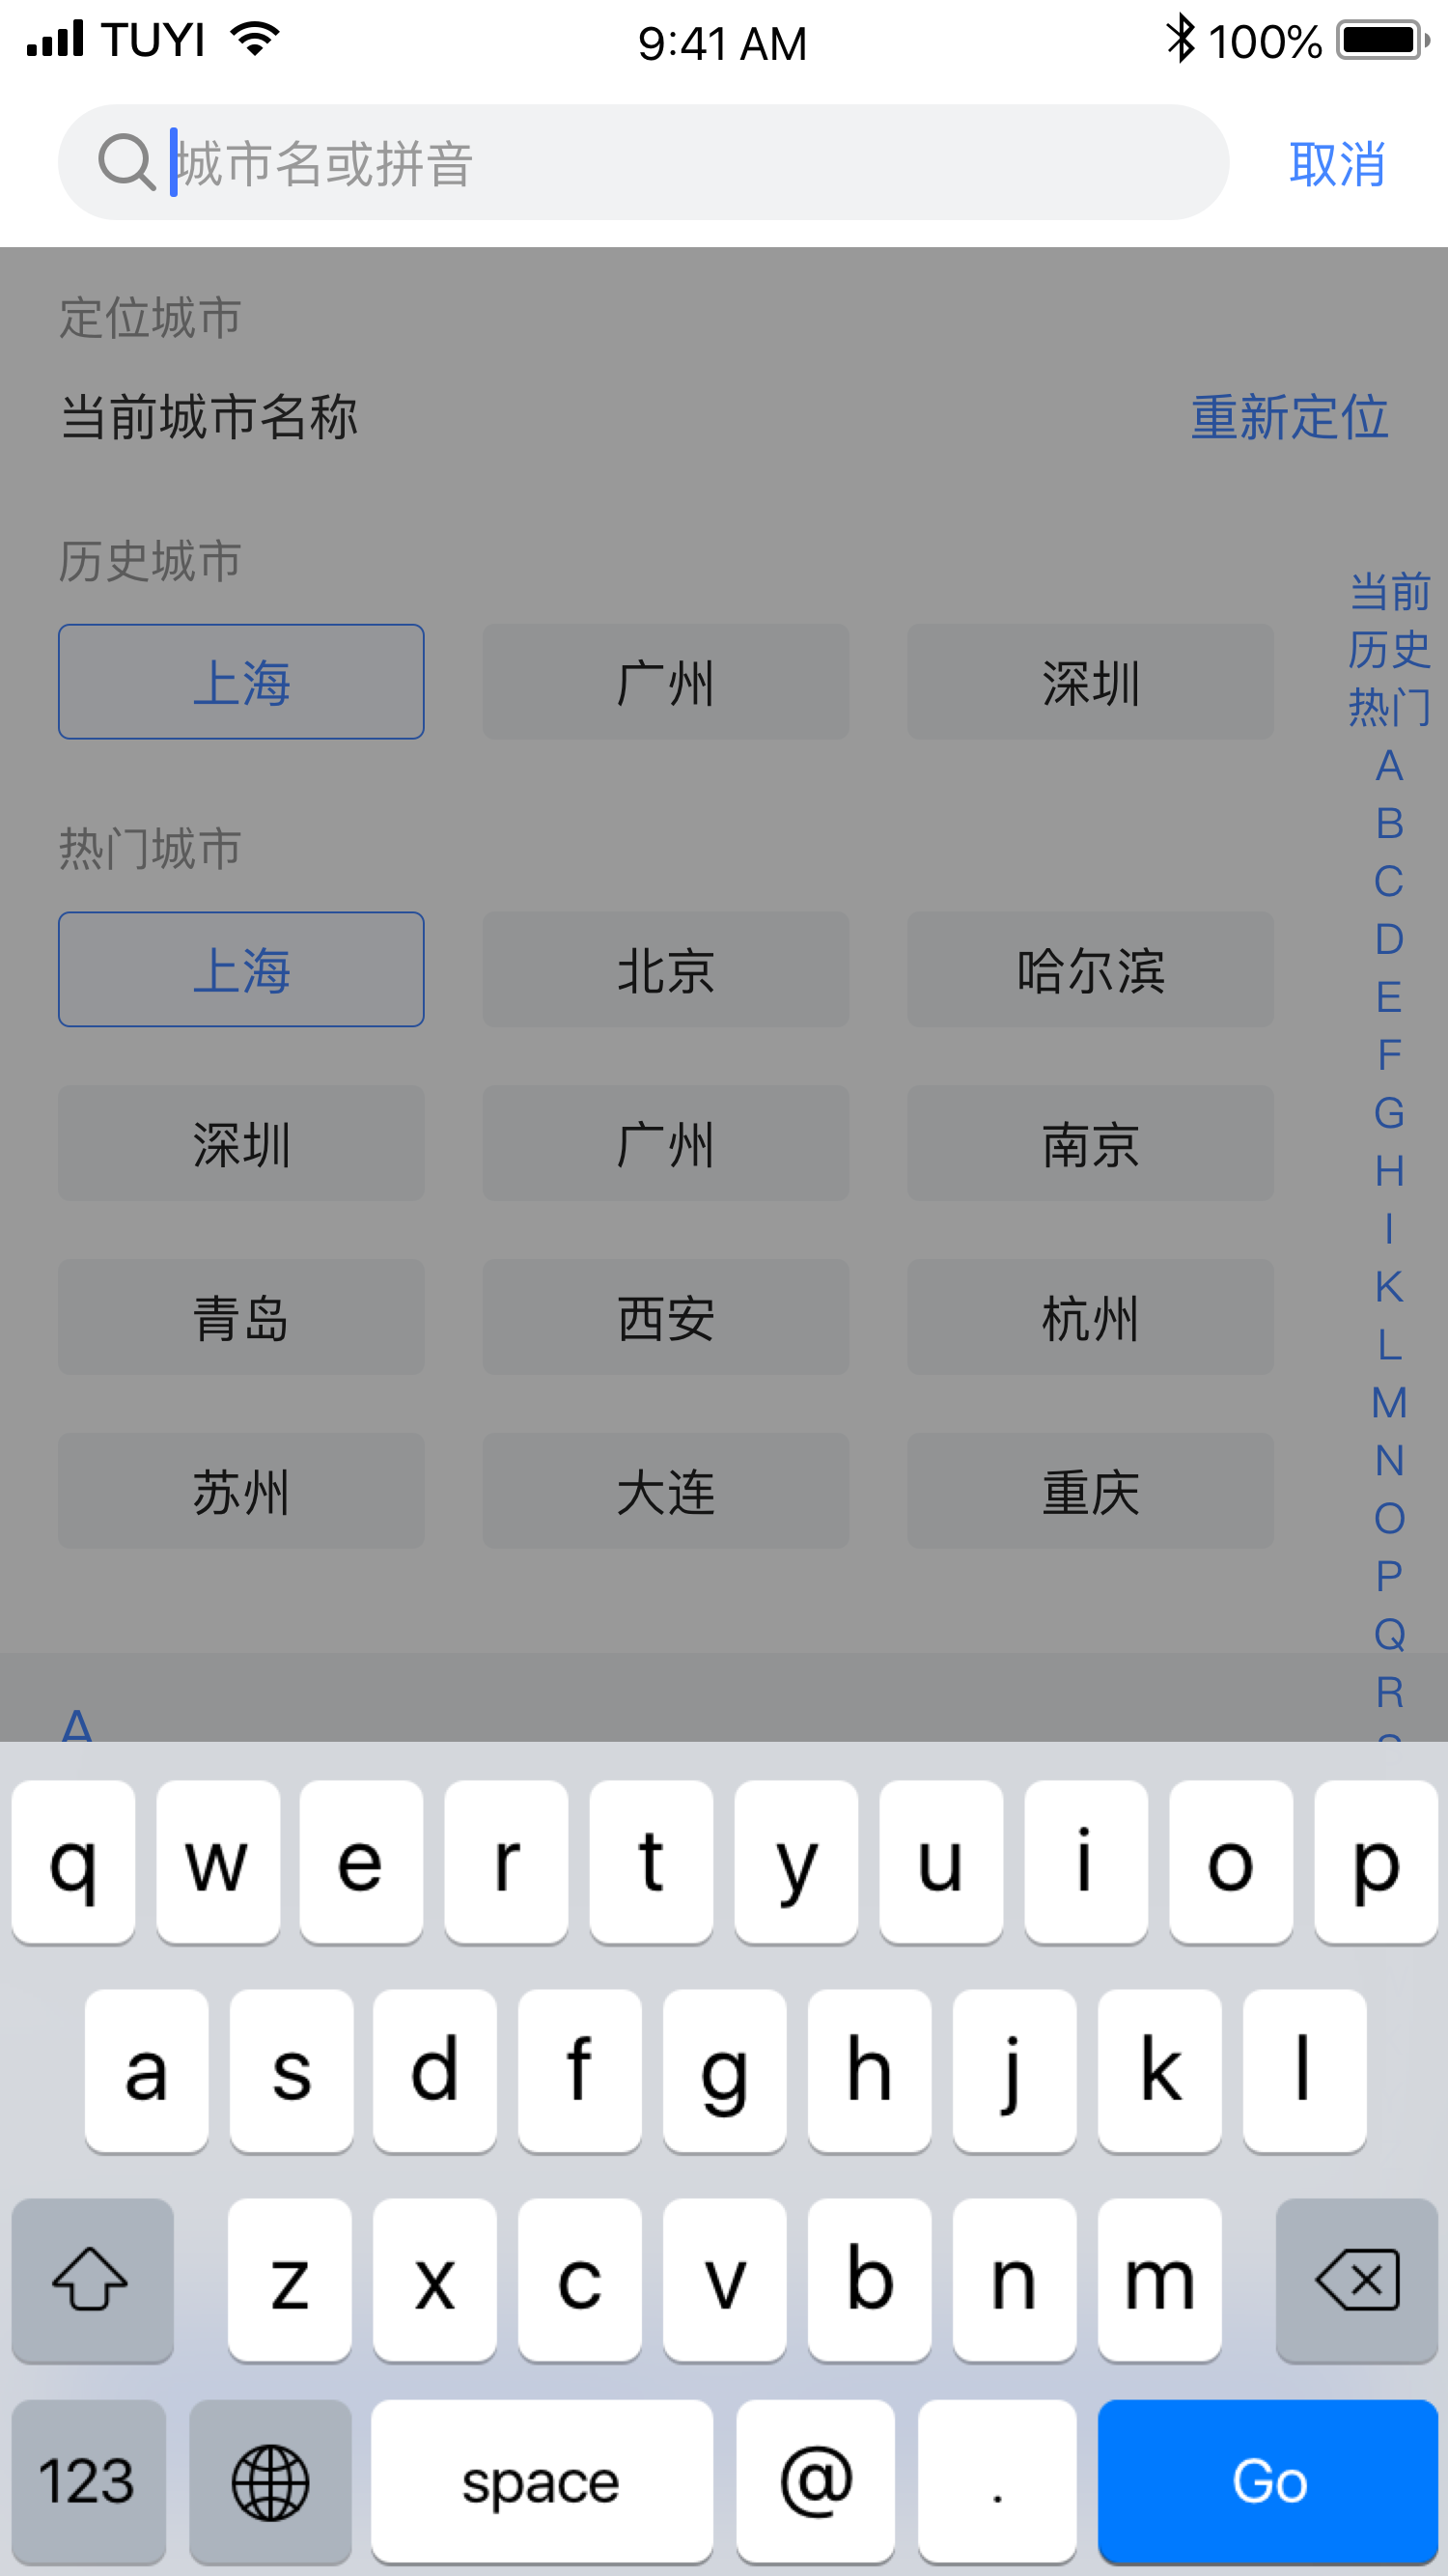 TUYI 9:41 AM 100%
城市名或拼音 取消
定位城市
当前城市名称 重新定位
历史城市
上海 广州 深圳
热门城市
上海 北京 哈尔滨
深圳 广州 南京
青岛 西安 杭州
苏州 大连 重庆
当前
历史
热门
A
B
C
D
E
F
G
H
I
K
L
M
N
O
P
Q
R
A
q w e r t y u i o p
a s d f g h j k l
z x c v b n m
123 space @ . Go